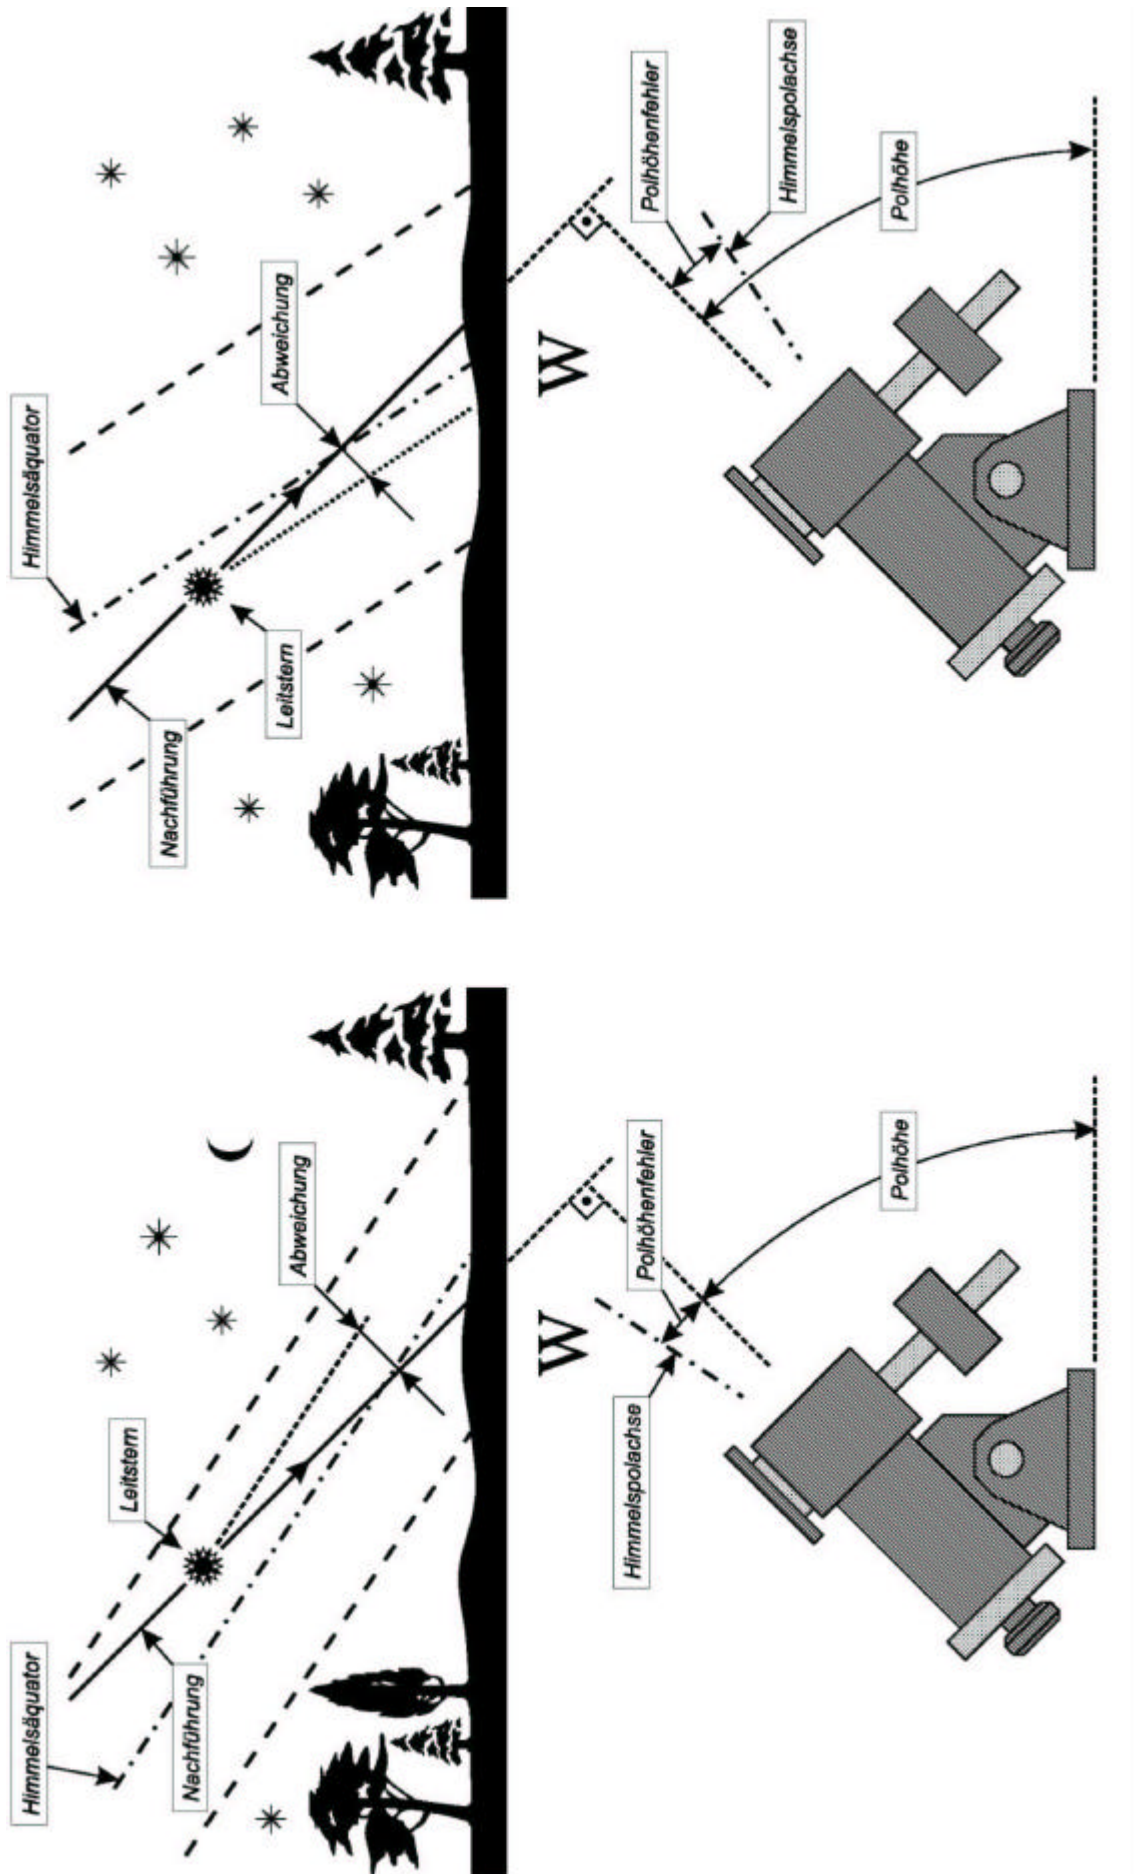 Himmelsäquator
Nachführung
Leitstern
Abweichung
W
Himmelspolachse
Polhöhenfehler
Polhöhe
Himmelsäquator
Nachführung
Leitstern
Abweichung
W
Polhöhenfehler
Himmelspolachse
Polhöhe